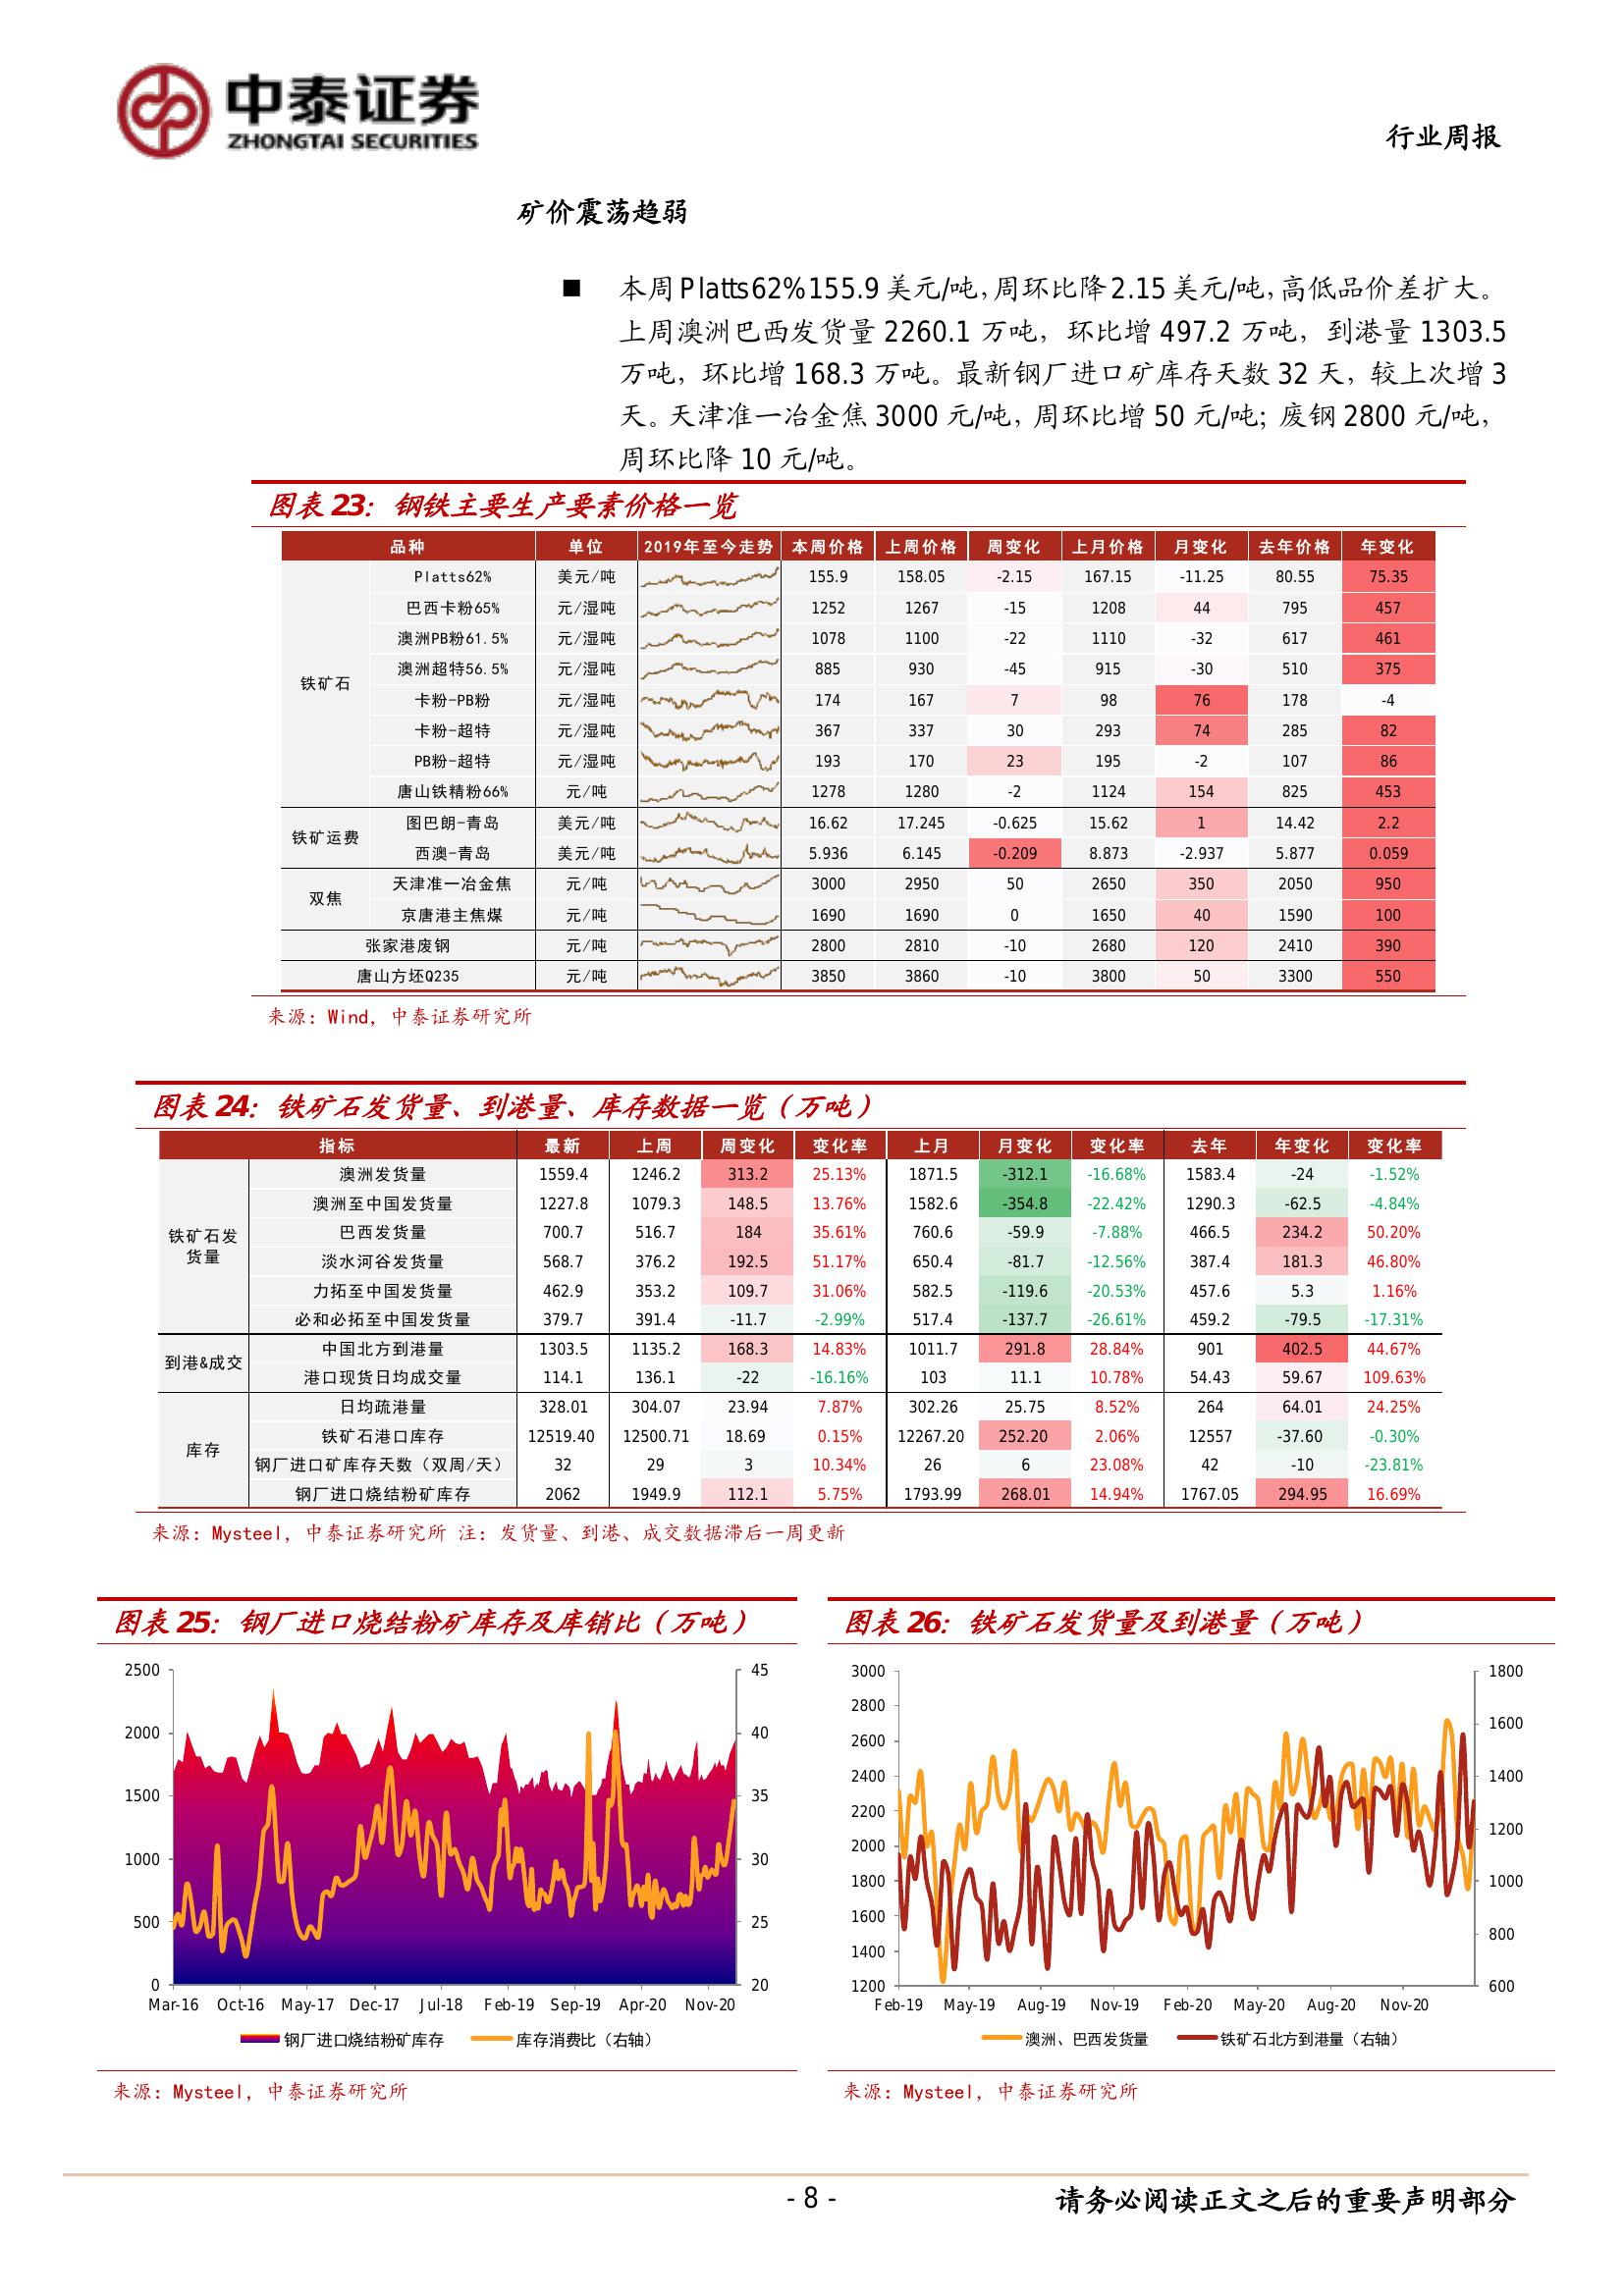 中泰证券
ZHONGTAI SECURITIES
行业周报
矿价震荡趋弱
■ 本周 Platts62%155.9 美元/吨，周环比降 2.15 美元/吨，高低品价差扩大。
上周澳洲巴西发货量 2260.1 万吨，环比增 497.2 万吨，到港量 1303.5
万吨，环比增 168.3 万吨。最新钢厂进口矿库存天数 32 天，较上次增 3
天。天津准一冶金焦 3000 元/吨，周环比增 50 元/吨；废钢 2800 元/吨，
周环比降 10 元/吨。
图表 23：钢铁主要生产要素价格一览
品种 单位 2019年至今走势 本周价格 上周价格 周变化 上月价格 月变化 去年价格 年变化
铁矿石
Platts62% 美元/吨 155.9 158.05 -2.15 167.15 -11.25 80.55 75.35
巴西卡粉65% 元/湿吨 1252 1267 -15 1208 44 795 457
澳洲PB粉61.5% 元/湿吨 1078 1100 -22 1110 -32 617 461
澳洲超特56.5% 元/湿吨 885 930 -45 915 -30 510 375
卡粉-PB粉 元/湿吨 174 167 7 98 76 178 -4
卡粉-超特 元/湿吨 367 337 30 293 74 285 82
PB粉-超特 元/湿吨 193 170 23 195 -2 107 86
唐山铁精粉66% 元/吨 1278 1280 -2 1124 154 825 453
铁矿运费
图巴朗-青岛 美元/吨 16.62 17.245 -0.625 15.62 1 14.42 2.2
西澳-青岛 美元/吨 5.936 6.145 -0.209 8.873 -2.937 5.877 0.059
双焦
天津准一冶金焦 元/吨 3000 2950 50 2650 350 2050 950
京唐港主焦煤 元/吨 1690 1690 0 1650 40 1590 100
张家港废钢 元/吨 2800 2810 -10 2680 120 2410 390
唐山方坯Q235 元/吨 3850 3860 -10 3800 50 3300 550
来源：Wind，中泰证券研究所
图表 24：铁矿石发货量、到港量、库存数据一览（万吨）
指标 最新 上周 周变化 变化率 上月 月变化 变化率 去年 年变化 变化率
铁矿石发
货量
澳洲发货量 1559.4 1246.2 313.2 25.13% 1871.5 -312.1 -16.68% 1583.4 -24 -1.52%
澳洲至中国发货量 1227.8 1079.3 148.5 13.76% 1582.6 -354.8 -22.42% 1290.3 -62.5 -4.84%
巴西发货量 700.7 516.7 184 35.61% 760.6 -59.9 -7.88% 466.5 234.2 50.20%
淡水河谷发货量 568.7 376.2 192.5 51.17% 650.4 -81.7 -12.56% 387.4 181.3 46.80%
力拓至中国发货量 462.9 353.2 109.7 31.06% 582.5 -119.6 -20.53% 457.6 5.3 1.16%
必和必拓至中国发货量 379.7 391.4 -11.7 -2.99% 517.4 -137.7 -26.61% 459.2 -79.5 -17.31%
到港&成交
中国北方到港量 1303.5 1135.2 168.3 14.83% 1011.7 291.8 28.84% 901 402.5 44.67%
港口现货日均成交量 114.1 136.1 -22 -16.16% 103 11.1 10.78% 54.43 59.67 109.63%
库存
日均疏港量 328.01 304.07 23.94 7.87% 302.26 25.75 8.52% 264 64.01 24.25%
铁矿石港口库存 12519.40 12500.71 18.69 0.15% 12267.20 252.20 2.06% 12557 -37.60 -0.30%
钢厂进口矿库存天数（双周/天） 32 29 3 10.34% 26 6 23.08% 42 -10 -23.81%
钢厂进口烧结粉矿库存 2062 1949.9 112.1 5.75% 1793.99 268.01 14.94% 1767.05 294.95 16.69%
来源：Mysteel，中泰证券研究所 注：发货量、到港、成交数据滞后一周更新
图表 25：钢厂进口烧结粉矿库存及库销比（万吨）
2500 45
2000 40
1500 35
1000 30
500 25
0 20
Mar-16 Oct-16 May-17 Dec-17 Jul-18 Feb-19 Sep-19 Apr-20 Nov-20
钢厂进口烧结粉矿库存 库存消费比（右轴）
来源：Mysteel，中泰证券研究所
图表 26：铁矿石发货量及到港量（万吨）
3000 1800
2800
2600 1600
2400 1400
2200
2000 1200
1800 1000
1600
1400 800
1200 600
Feb-19 May-19 Aug-19 Nov-19 Feb-20 May-20 Aug-20 Nov-20
澳洲、巴西发货量 铁矿石北方到港量（右轴）
来源：Mysteel，中泰证券研究所
- 8 -
请务必阅读正文之后的重要声明部分